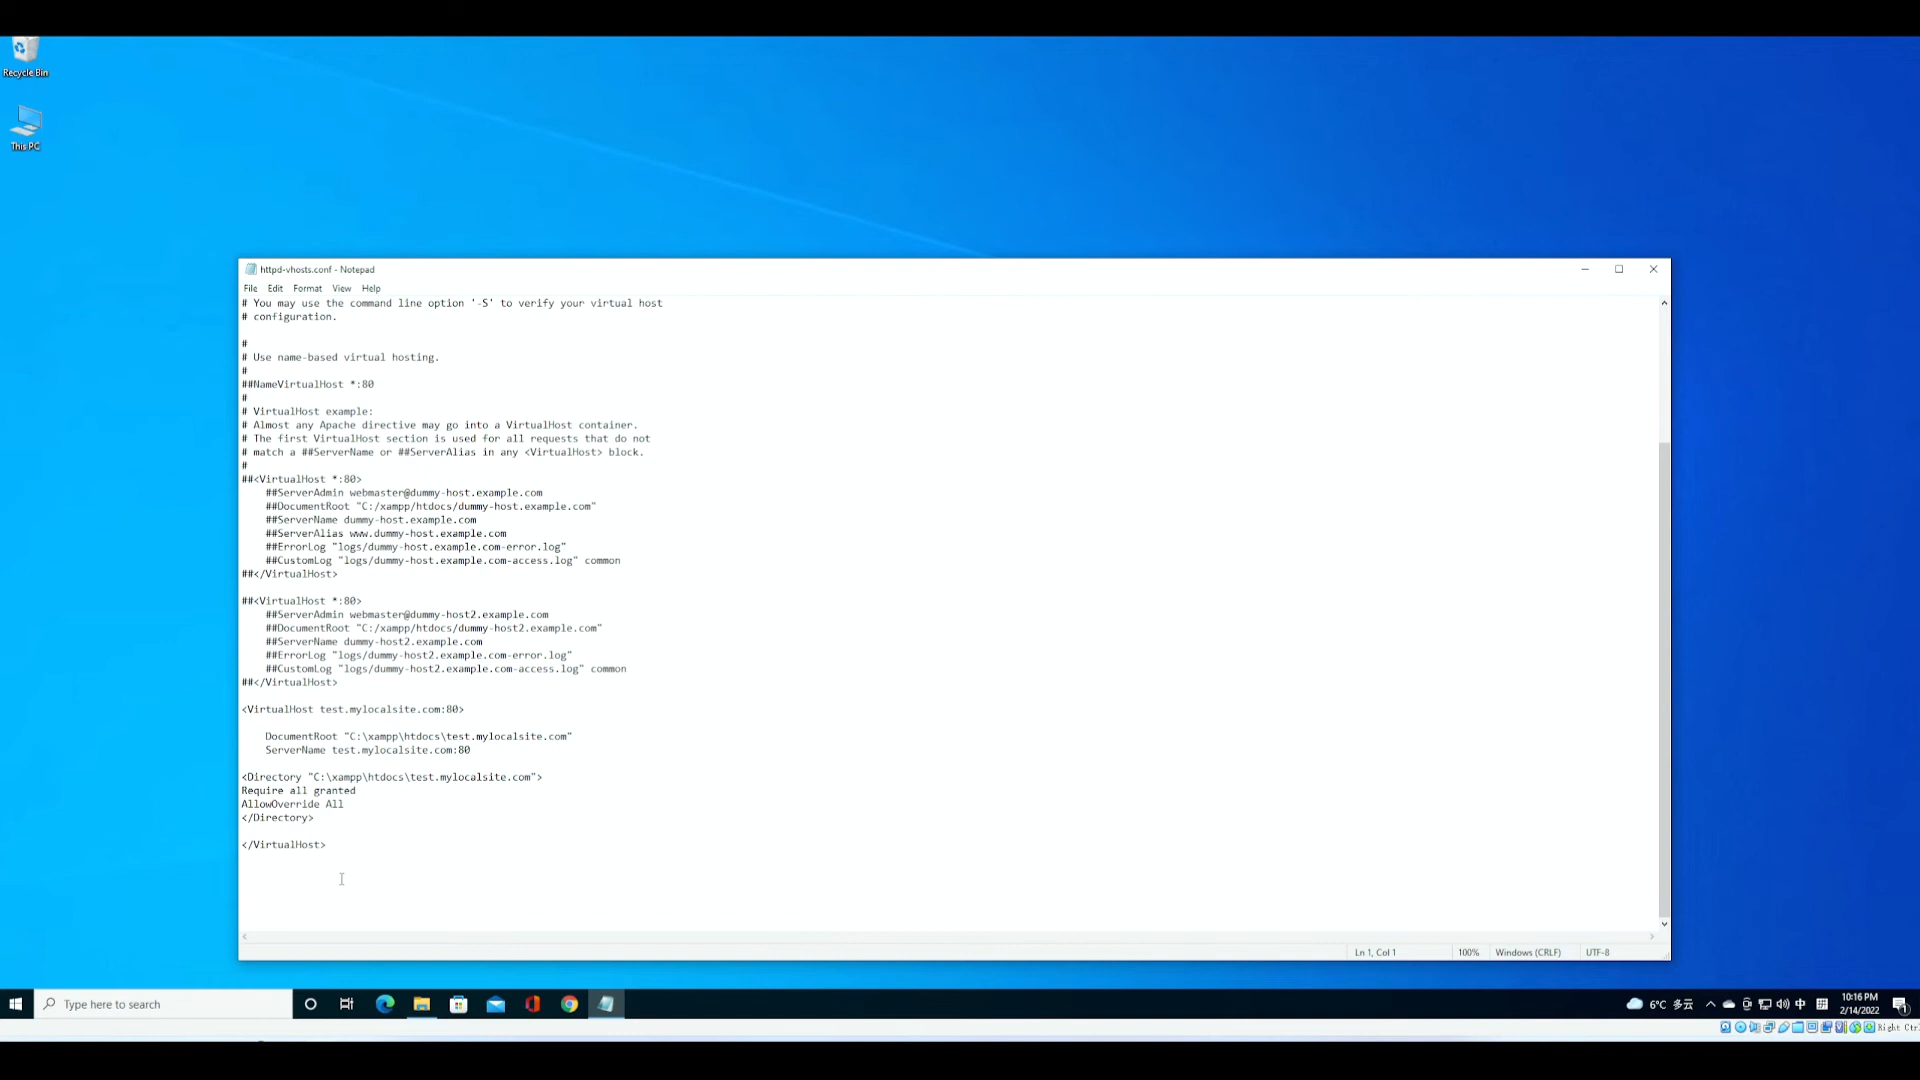 Recycle Bin
This PC
httpd-vhosts.conf - Notepad
File Edit Format View Help
# You may use the command line option '-S' to verify your virtual host
# configuration.
#
# Use name-based virtual hosting.
#
##NameVirtualHost *:80
#
# VirtualHost example:
# Almost any Apache directive may go into a VirtualHost container.
# The first VirtualHost section is used for all requests that do not
# match a ##ServerName or ##ServerAlias in any <VirtualHost> block.
#
##<VirtualHost *:80>
##ServerAdmin webmaster@dummy-host.example.com
##DocumentRoot "C:/xampp/htdocs/dummy-host.example.com"
##ServerName dummy-host.example.com
##ServerAlias www.dummy-host.example.com
##ErrorLog "logs/dummy-host.example.com-error.log"
##CustomLog "logs/dummy-host.example.com-access.log" common
##</VirtualHost>
##<VirtualHost *:80>
##ServerAdmin webmaster@dummy-host2.example.com
##DocumentRoot "C:/xampp/htdocs/dummy-host2.example.com"
##ServerName dummy-host2.example.com
##ErrorLog "logs/dummy-host2.example.com-error.log"
##CustomLog "logs/dummy-host2.example.com-access.log" common
##</VirtualHost>
<VirtualHost test.mylocalsite.com:80>
DocumentRoot "C:\xampp\htdocs\test.mylocalsite.com"
ServerName test.mylocalsite.com:80
<Directory "C:\xampp\htdocs\test.mylocalsite.com">
Require all granted
AllowOverride All
</Directory>
</VirtualHost>
Ln 1, Col 1 100% Windows (CRLF) UTF-8
Type here to search
6°C 多云 中 10:16 PM
2/14/2022
1
Right Ctrl